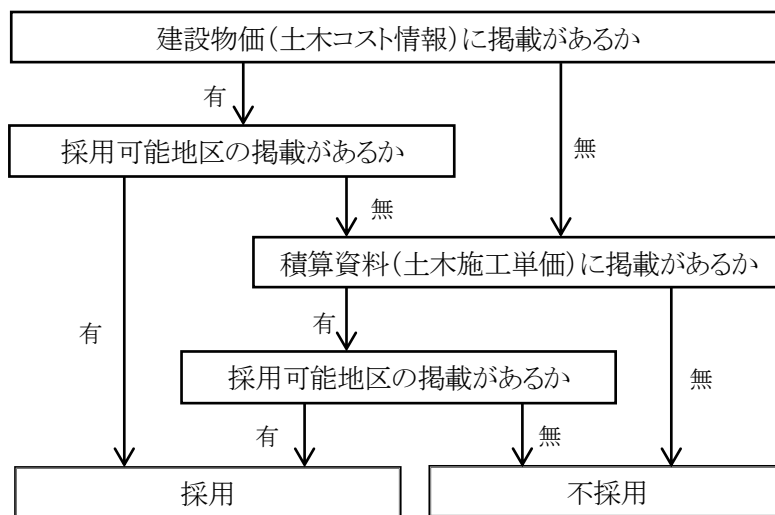 建設物価(土木コスト情報)に掲載があるか
有
採用可能地区の掲載があるか
無
無
積算資料(土木施工単価)に掲載があるか
有
有
採用可能地区の掲載があるか
無
有
無
採用
不採用